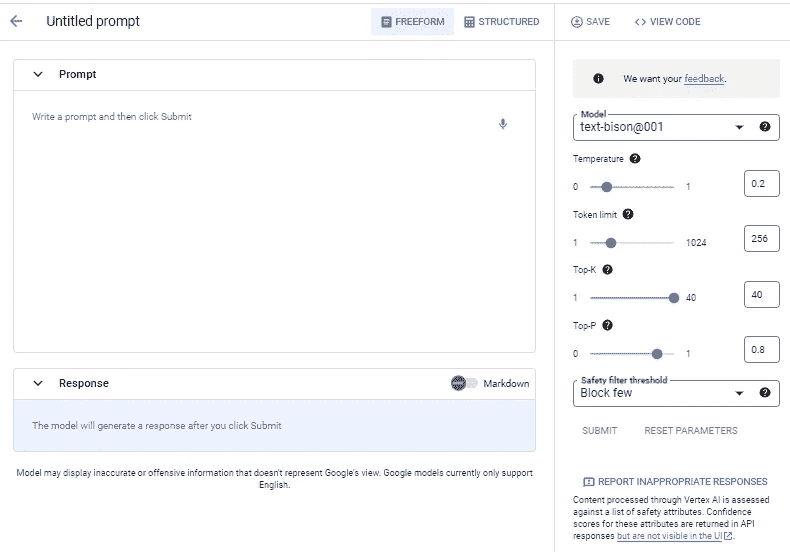 Untitled prompt
FREEFORM
STRUCTURED
SAVE
VIEW CODE
Prompt
Write a prompt and then click Submit
Response
Markdown
The model will generate a response after you click Submit
Model may display inaccurate or offensive information that doesn't represent Google's view. Google models currently only support
English.
We want your feedback.
Model
text-bison@001
Temperature
0 1 0.2
Token limit
1 1024 256
Top-K
1 40 40
Top-P
0 1 0.8
Safety filter threshold
Block few
SUBMIT RESET PARAMETERS
REPORT INAPPROPRIATE RESPONSES
Content processed through Vertex AI is assessed
against a list of safety attributes. Confidence
scores for these attributes are returned in API
responses but are not visible in the UI.